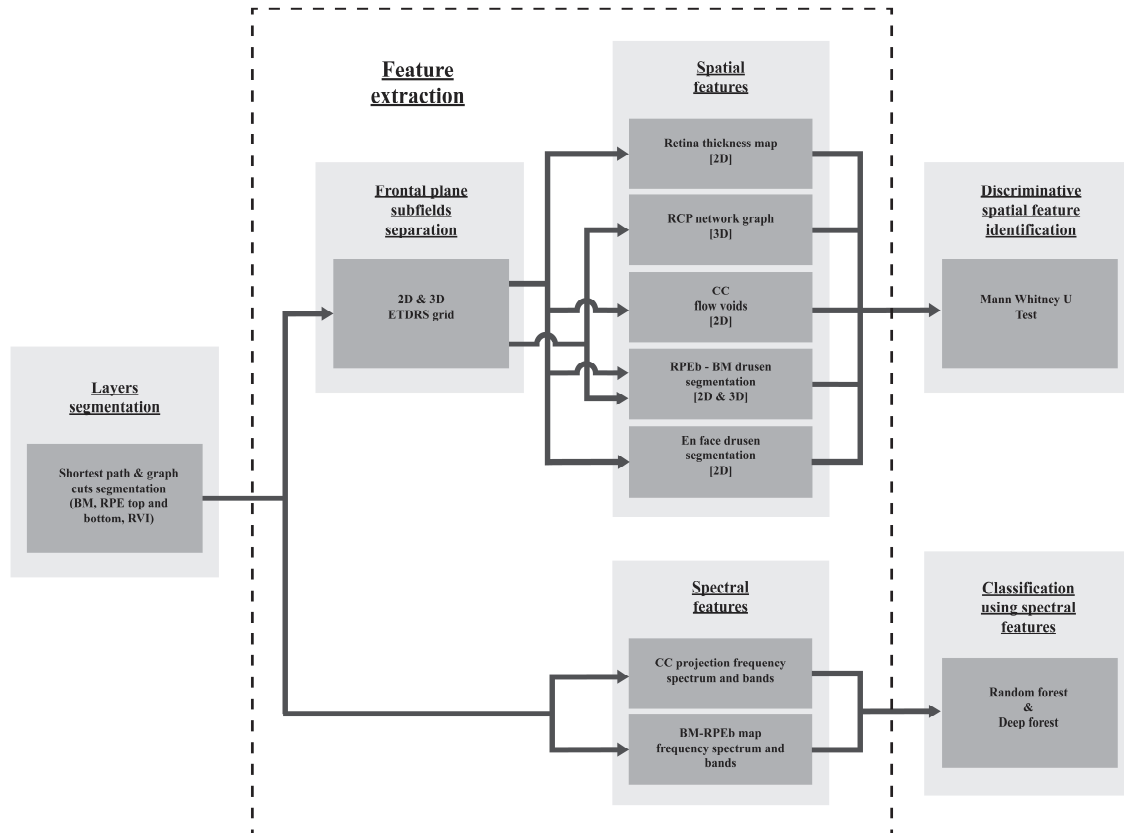 Layers
segmentation
Shortest path & graph
cuts segmentation
(BM, RPE top and
bottom, RVI)
Feature
extraction
Frontal plane
subfields
separation
2D & 3D
ETDRS grid
Spatial
features
Retina thickness map
[2D]
RCP network graph
[3D]
CC
flow voids
[2D]
RPEb - BM drusen
segmentation
[2D & 3D]
En face drusen
segmentation
[2D]
Discriminative
spatial feature
identification
Mann Whitney U
Test
Spectral
features
CC projection frequency
spectrum and bands
BM-RPEb map
frequency spectrum and
bands
Classification
using spectral
features
Random forest
&
Deep forest